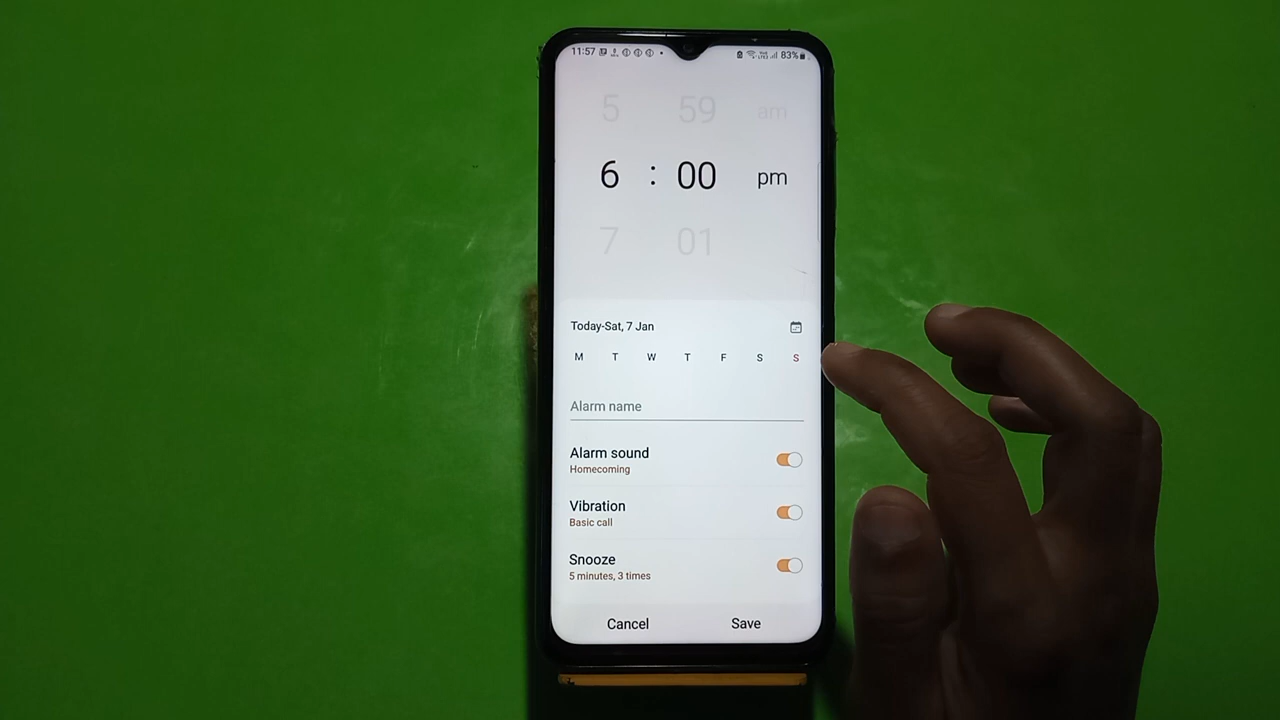 11:57 83%
5 59 am
6 : 00 pm
7 01
Today-Sat, 7 Jan
M T W T F S S
Alarm name
Alarm sound
Homecoming
Vibration
Basic call
Snooze
5 minutes, 3 times
Cancel Save